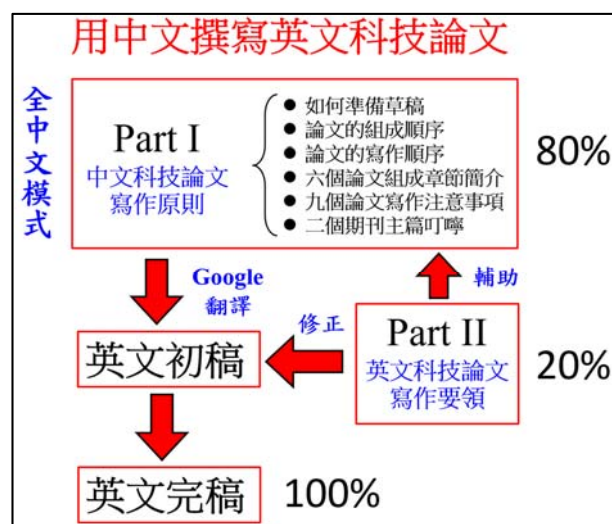 用中文撰寫英文科技論文
全中文模式
Part I
中文科技論文
寫作原則
● 如何準備草稿
● 論文的組成順序
● 論文的寫作順序
● 六個論文組成章節簡介
● 九個論文寫作注意事項
● 二個期刊主篇叮嚀
80%
Google
翻譯
輔助
英文初稿
修正
Part II
英文科技論文
寫作要領
20%
英文完稿
100%